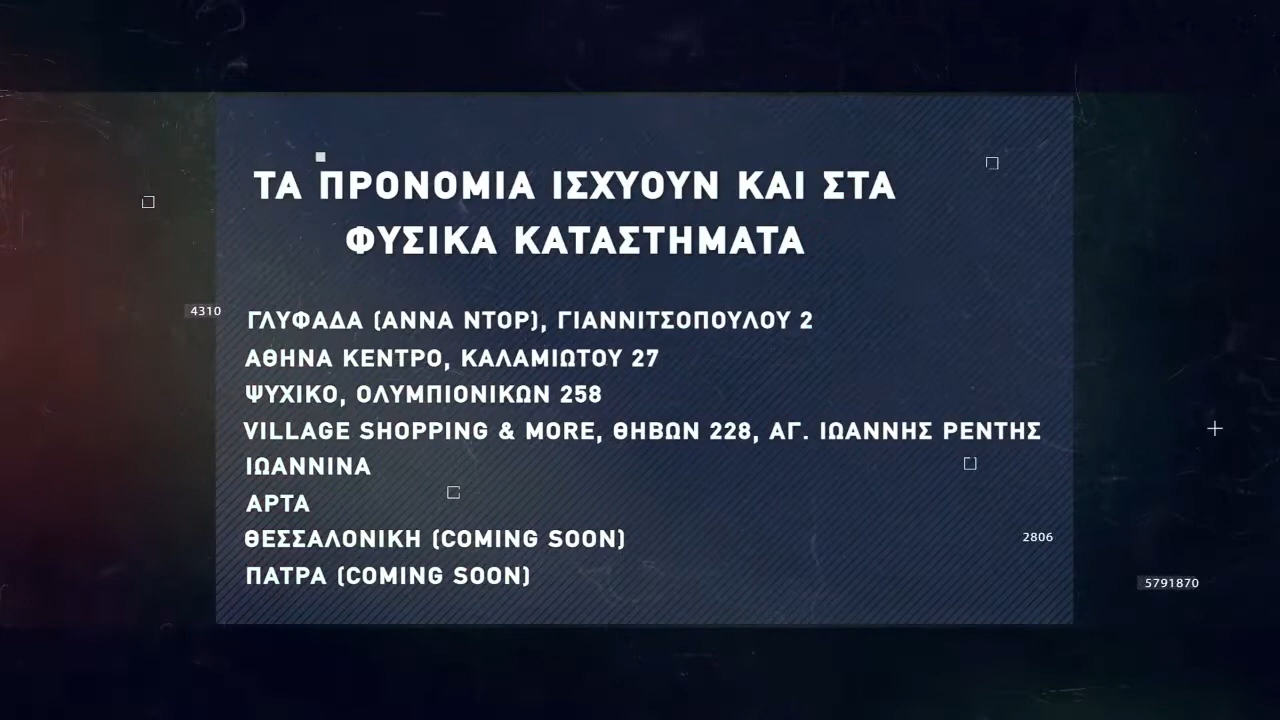 ΤΑ ΠΡΟΝΟΜΙΑ ΙΣΧΥΟΥΝ ΚΑΙ ΣΤΑ
ΦΥΣΙΚΑ ΚΑΤΑΣΤΗΜΑΤΑ
4310
ΓΛΥΦΑΔΑ (ΑΝΝΑ ΝΤΟΡ), ΓΙΑΝΝΙΤΣΟΠΟΥΛΟΥ 2
ΑΘΗΝΑ ΚΕΝΤΡΟ, ΚΑΛΑΜΙΩΤΟΥ 27
ΨΥΧΙΚΟ, ΟΛΥΜΠΙΟΝΙΚΩΝ 258
VILLAGE SHOPPING & MORE, ΘΗΒΩΝ 228, ΑΓ. ΙΩΑΝΝΗΣ ΡΕΝΤΗΣ
ΙΩΑΝΝΙΝΑ
ΑΡΤΑ
ΘΕΣΣΑΛΟΝΙΚΗ (COMING SOON)
2806
ΠΑΤΡΑ (COMING SOON)
5791870